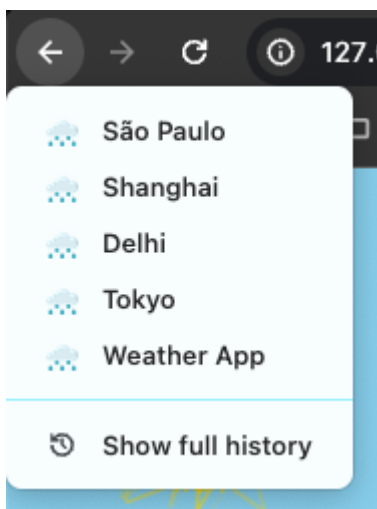 127.
São Paulo
Shanghai
Delhi
Tokyo
Weather App
Show full history